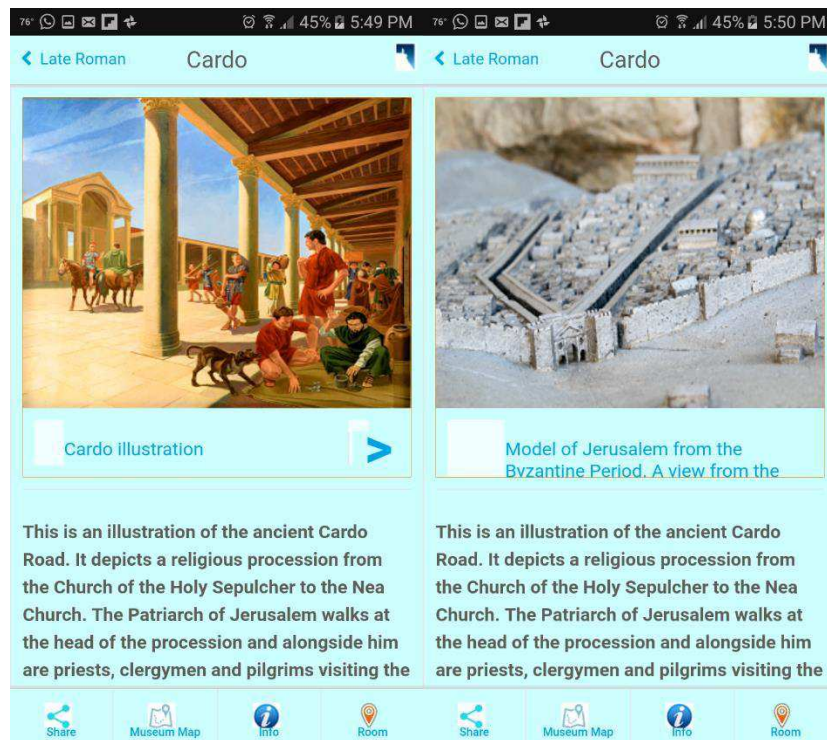 76° 45% 5:49 PM
Late Roman Cardo
Cardo illustration
>
This is an illustration of the ancient Cardo
Road. It depicts a religious procession from
the Church of the Holy Sepulcher to the Nea
Church. The Patriarch of Jerusalem walks at
the head of the procession and alongside him
are priests, clergymen and pilgrims visiting the
Share Museum Map Info Room
76° 45% 5:50 PM
Late Roman Cardo
Model of Jerusalem from the
Byzantine Period. A view from the
This is an illustration of the ancient Cardo
Road. It depicts a religious procession from
the Church of the Holy Sepulcher to the Nea
Church. The Patriarch of Jerusalem walks at
the head of the procession and alongside him
are priests, clergymen and pilgrims visiting the
Share Museum Map Info Room